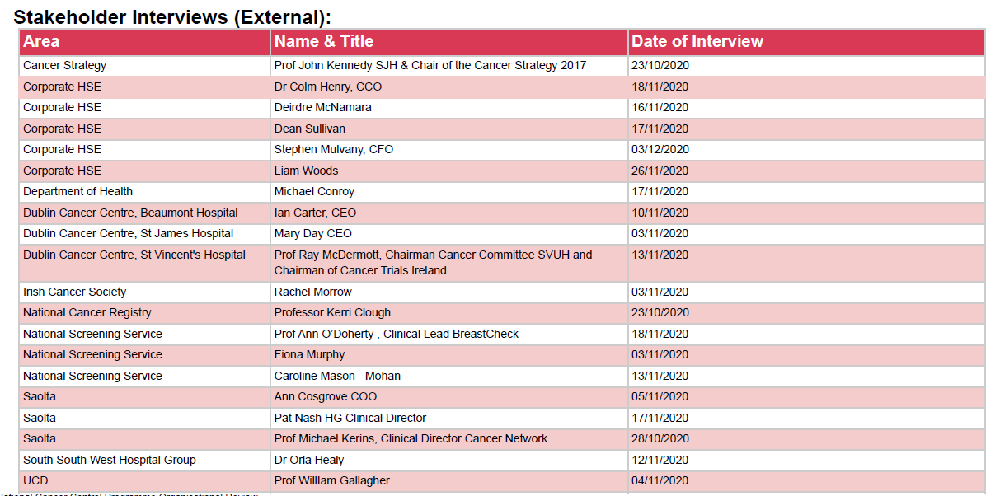 Stakeholder Interviews (External):
Area Name & Title Date of Interview
Cancer Strategy Prof John Kennedy SJH & Chair of the Cancer Strategy 2017 23/10/2020
Corporate HSE Dr Colm Henry, CCO 18/11/2020
Corporate HSE Deirdre McNamara 16/11/2020
Corporate HSE Dean Sullivan 17/11/2020
Corporate HSE Stephen Mulvany, CFO 03/12/2020
Corporate HSE Liam Woods 26/11/2020
Department of Health Michael Conroy 17/11/2020
Dublin Cancer Centre, Beaumont Hospital Ian Carter, CEO 10/11/2020
Dublin Cancer Centre, St James Hospital Mary Day CEO 03/11/2020
Dublin Cancer Centre, St Vincent's Hospital Prof Ray McDermott, Chairman Cancer Committee SVUH and 13/11/2020
Chairman of Cancer Trials Ireland
Irish Cancer Society Rachel Morrow 03/11/2020
National Cancer Registry Professor Kerri Clough 23/10/2020
National Screening Service Prof Ann O’Doherty , Clinical Lead BreastCheck 18/11/2020
National Screening Service Fiona Murphy 03/11/2020
National Screening Service Caroline Mason - Mohan 13/11/2020
Saolta Ann Cosgrove COO 05/11/2020
Saolta Pat Nash HG Clinical Director 17/11/2020
Saolta Prof Michael Kerins, Clinical Director Cancer Network 28/10/2020
South South West Hospital Group Dr Orla Healy 12/11/2020
UCD Prof Willlam Gallagher 04/11/2020